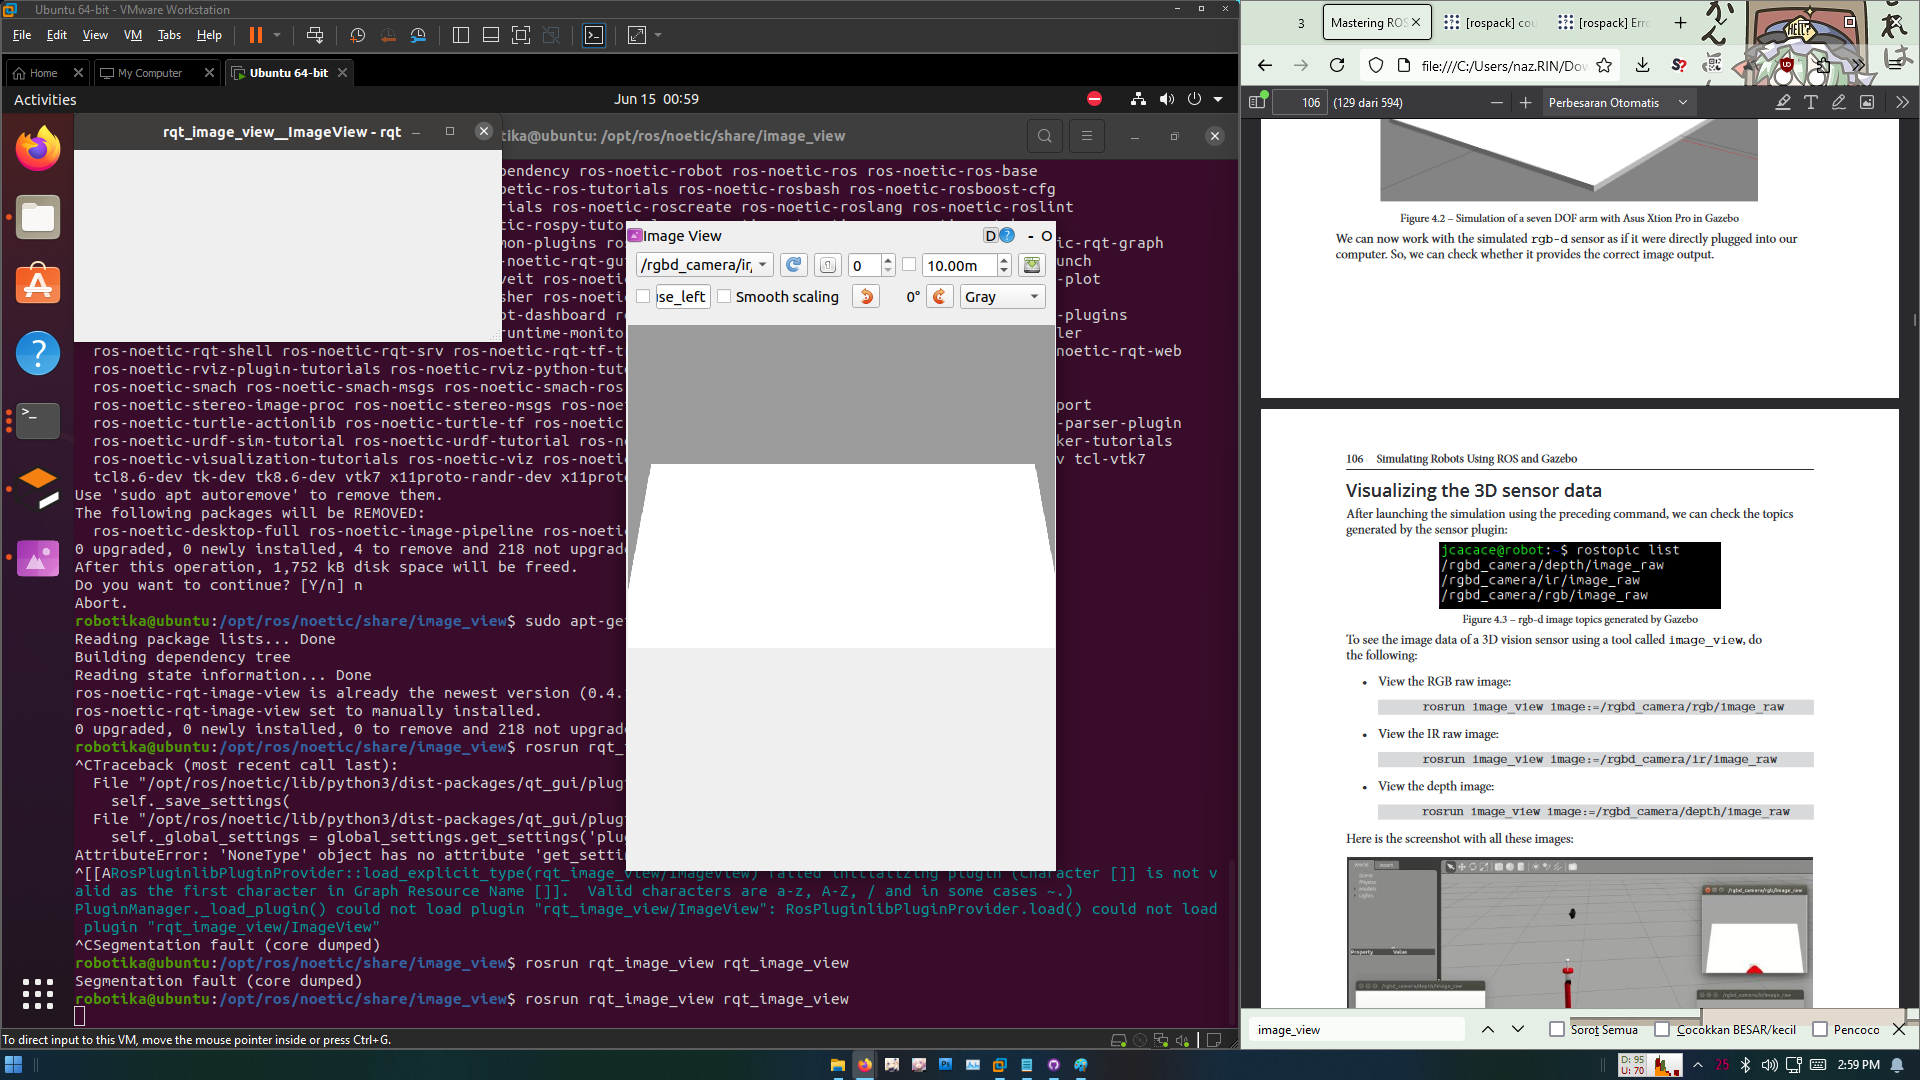 Ubuntu 64-bit - VMware Workstation
File Edit View VM Tabs Help
Home
My Computer
Ubuntu 64-bit
Activities
Jun 15 00:59
rqt_image_view__ImageView - rqt
tika@ubuntu: /opt/ros/noetic/share/image_view
pendency ros-noetic-robot ros-noetic-ros ros-noetic-ros-base
etic-ros-tutorials ros-noetic-rosbash ros-noetic-rosboost-cfg
rials ros-noetic-roscreate ros-noetic-roslang ros-noetic-roslint
ic-rqt-graph
unch
-plot
-plugins
ler
ros-noetic-rqt-shell ros-noetic-rqt-srv ros-noetic-rqt-tf-t
noetic-rqt-web
ros-noetic-rviz-plugin-tutorials ros-noetic-rviz-python-tut
ros-noetic-smach ros-noetic-smach-msgs ros-noetic-smach-ros
ros-noetic-stereo-image-proc ros-noetic-stereo-msgs ros-noe
port
ros-noetic-turtle-actionlib ros-noetic-turtle-tf ros-noetic
-parser-plugin
ros-noetic-urdf-sim-tutorial ros-noetic-urdf-tutorial ros-n
ker-tutorials
ros-noetic-visualization-tutorials ros-noetic-viz ros-noeti
v tcl-vtk7
tcl8.6-dev tk-dev tk8.6-dev vtk7 x11proto-randr-dev x11prot
Use 'sudo apt autoremove' to remove them.
The following packages will be REMOVED:
ros-noetic-desktop-full ros-noetic-image-pipeline ros-noeti
0 upgraded, 0 newly installed, 4 to remove and 218 not upgrad
After this operation, 1,752 kB disk space will be freed.
Do you want to continue? [Y/n] n
Abort.
robotika@ubuntu:/opt/ros/noetic/share/image_view$ sudo apt-ge
Reading package lists... Done
Building dependency tree
Reading state information... Done
ros-noetic-rqt-image-view is already the newest version (0.4.
ros-noetic-rqt-image-view set to manually installed.
0 upgraded, 0 newly installed, 0 to remove and 218 not upgrad
robotika@ubuntu:/opt/ros/noetic/share/image_view$ rosrun rqt_
^CTraceback (most recent call last):
File "/opt/ros/noetic/lib/python3/dist-packages/qt_gui/plug
self._save_settings(
File "/opt/ros/noetic/lib/python3/dist-packages/qt_gui/plug
self._global_settings = global_settings.get_settings('plu
AttributeError: 'NoneType' object has no attribute 'get_setti
^[[ARosPluginlibPluginProvider::load_explicit_type(rqt_image_view/ImageView) failed initializing plugin (Character []] is not v
alid as the first character in Graph Resource Name []].  Valid characters are a-z, A-Z, / and in some cases ~.)
PluginManager._load_plugin() could not load plugin "rqt_image_view/ImageView": RosPluginlibPluginProvider.load() could not load
plugin "rqt_image_view/ImageView"
^CSegmentation fault (core dumped)
robotika@ubuntu:/opt/ros/noetic/share/image_view$ rosrun rqt_image_view rqt_image_view
Segmentation fault (core dumped)
robotika@ubuntu:/opt/ros/noetic/share/image_view$ rosrun rqt_image_view rqt_image_view
Image View
D ? - O
/rgbd_camera/ir/
0
10.00m
use_left
Smooth scaling
0°
Gray
To direct input to this VM, move the mouse pointer inside or press Ctrl+G.
3
Mastering ROS
[rospack] cou
[rospack] Erro
file:///C:/Users/naz.RIN/Dow
106
(129 dari 594)
Perbesaran Otomatis
Figure 4.2 – Simulation of a seven DOF arm with Asus Xtion Pro in Gazebo
We can now work with the simulated rgb-d sensor as if it were directly plugged into our
computer. So, we can check whether it provides the correct image output.
106 Simulating Robots Using ROS and Gazebo
Visualizing the 3D sensor data
After launching the simulation using the preceding command, we can check the topics
generated by the sensor plugin:
jcacace@robot:~$ rostopic list
/rgbd_camera/depth/image_raw
/rgbd_camera/ir/image_raw
/rgbd_camera/rgb/image_raw
Figure 4.3 – rgb-d image topics generated by Gazebo
To see the image data of a 3D vision sensor using a tool called image_view, do
the following:
• View the RGB raw image:
rosrun image_view image:=/rgbd_camera/rgb/image_raw
• View the IR raw image:
rosrun image_view image:=/rgbd_camera/ir/image_raw
• View the depth image:
rosrun image_view image:=/rgbd_camera/depth/image_raw
Here is the screenshot with all these images:
image_view
Sorot Semua
Cocokkan BESAR/kecil
Pencoco
D: 95
U: 70
25
2:59 PM